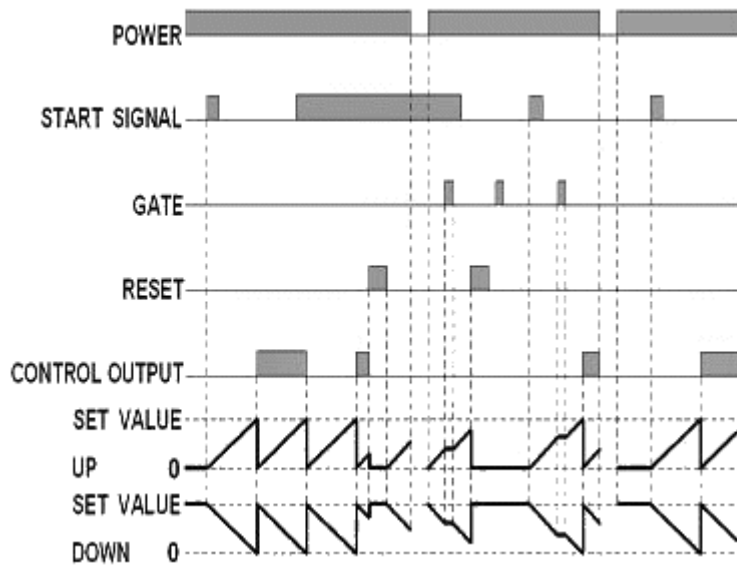 POWER
START SIGNAL
GATE
RESET
CONTROL OUTPUT
SET VALUE
UP 0
SET VALUE
DOWN 0